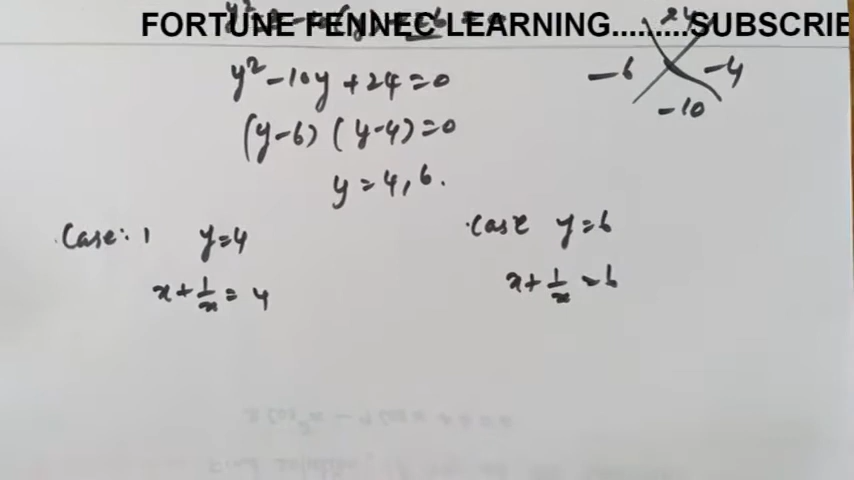 FORTUNE FENNEC LEARNING.........SUBSCRIE
24
y² - 10y + 24 = 0
-6 -4
-10
(y-6) (y-4) = 0
y = 4, 6.
Case: 1 y = 4
Case y = 6
x + 1/x = 4
x + 1/x = 6